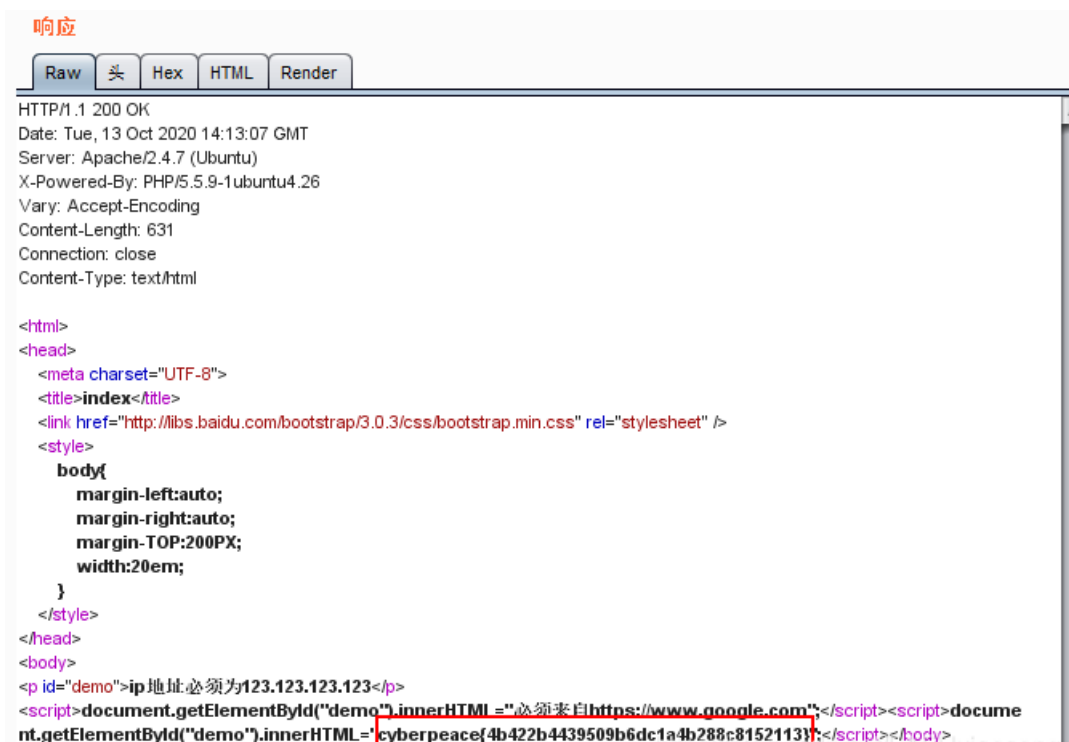 响应
Raw 头 Hex HTML Render
HTTP/1.1 200 OK
Date: Tue, 13 Oct 2020 14:13:07 GMT
Server: Apache/2.4.7 (Ubuntu)
X-Powered-By: PHP/5.5.9-1ubuntu4.26
Vary: Accept-Encoding
Content-Length: 631
Connection: close
Content-Type: text/html
<html>
<head>
<meta charset="UTF-8">
<title>index</title>
<link href="http://libs.baidu.com/bootstrap/3.0.3/css/bootstrap.min.css" rel="stylesheet" />
<style>
body{
margin-left:auto;
margin-right:auto;
margin-TOP:200PX;
width:20em;
}
</style>
</head>
<body>
<p id="demo">ip地址必须为123.123.123.123</p>
<script>document.getElementById("demo").innerHTML="必须来自https://www.google.com";</script><script>docume
nt.getElementById("demo").innerHTML="cyberpeace{4b422b4439509b6dc1a4b288c8152113}";</script></body>